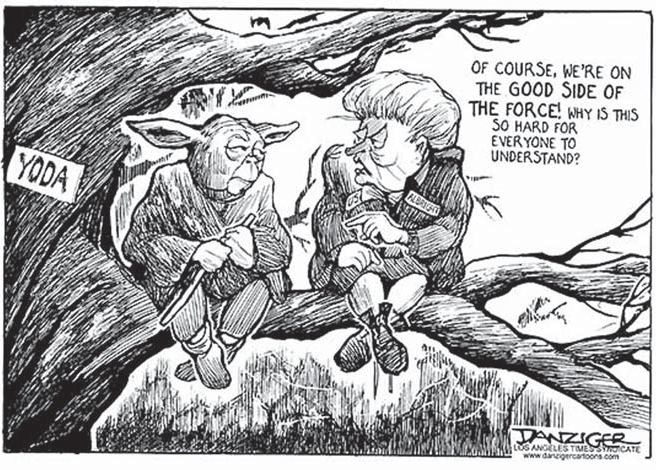 OF COURSE, WE'RE ON
THE GOOD SIDE OF
THE FORCE! WHY IS THIS
SO HARD FOR
EVERYONE TO
UNDERSTAND?
YODA
U.S.
DANZIGER
LOS ANGELES TIMES SYNDICATE
www.danzigercartoons.com